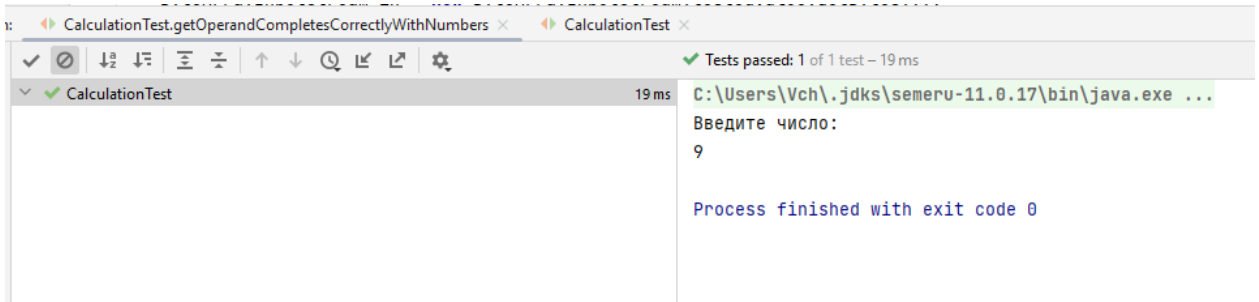 CalculationTest.getOperandCompletesCorrectlyWithNumbers × CalculationTest ×
Tests passed: 1 of 1 test – 19 ms
CalculationTest 19 ms
C:\Users\Vch\.jdks\semeru-11.0.17\bin\java.exe ...
Введите число:
9
Process finished with exit code 0